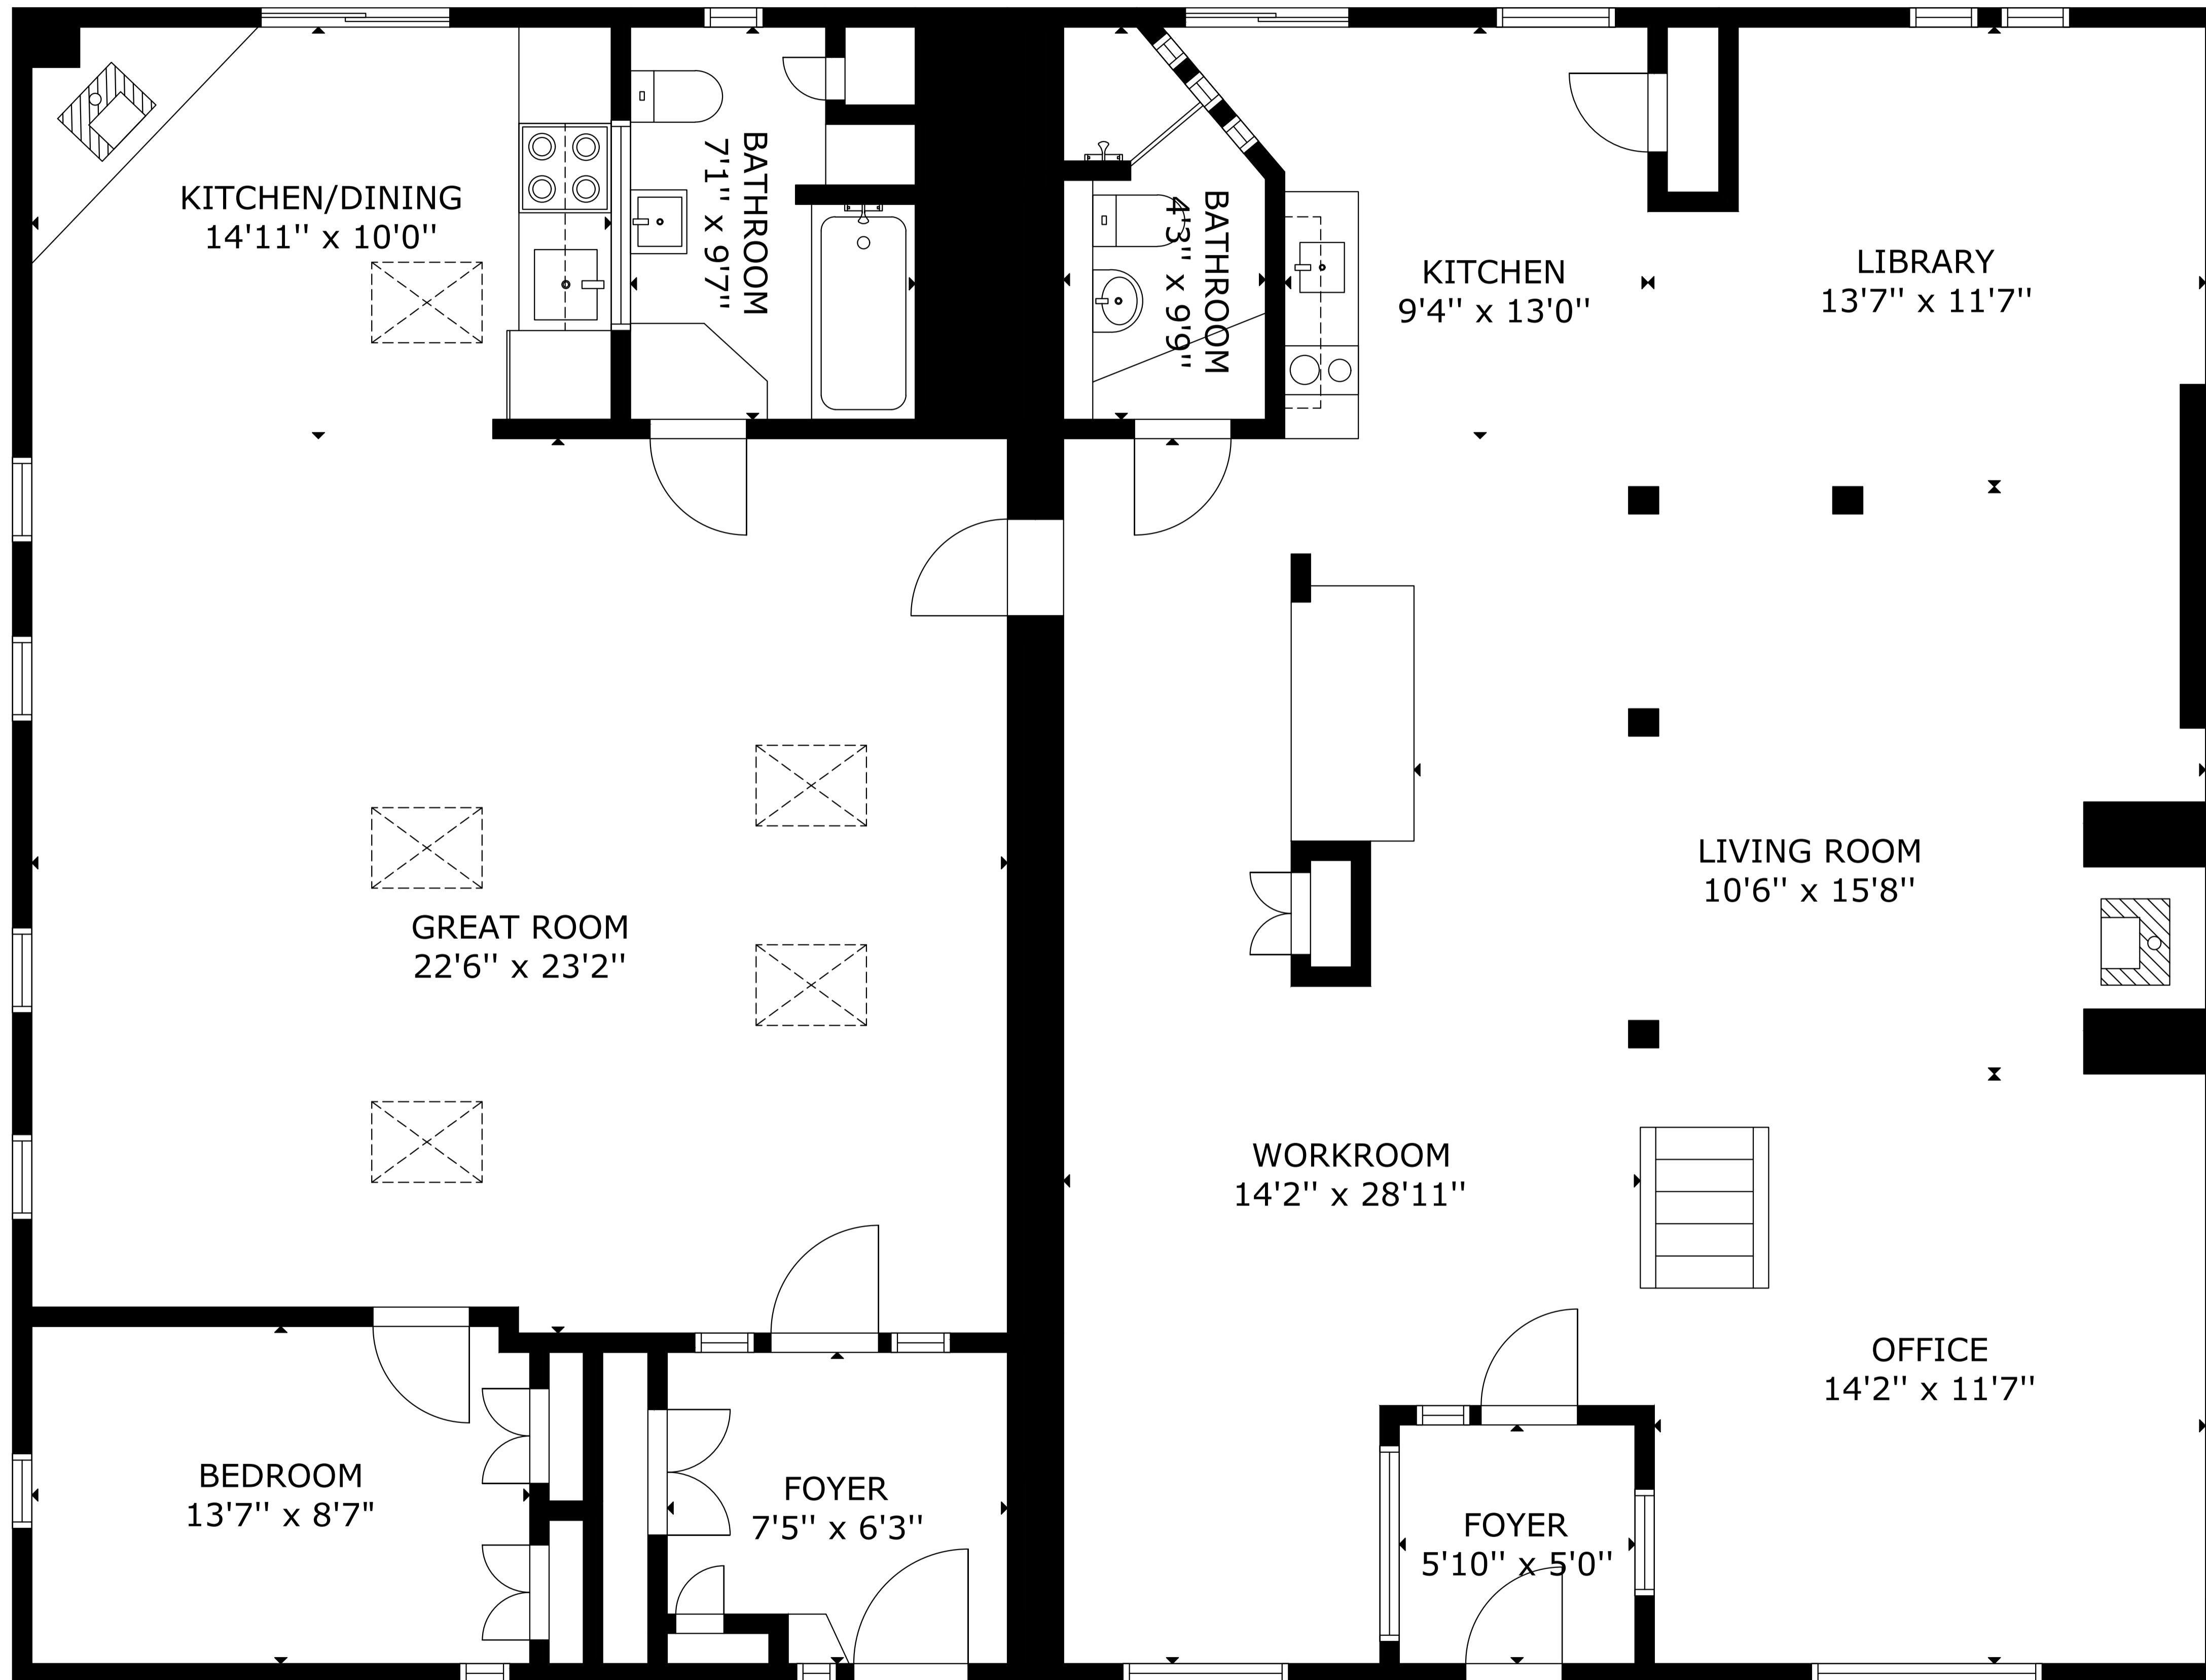 KITCHEN/DINING
14'11'' x 10'0''
BATHROOM
7'1'' x 9'7''
BATHROOM
4'3'' x 9'9''
KITCHEN
9'4'' x 13'0''
LIBRARY
13'7'' x 11'7''
GREAT ROOM
22'6'' x 23'2''
LIVING ROOM
10'6'' x 15'8''
WORKROOM
14'2'' x 28'11''
OFFICE
14'2'' x 11'7''
BEDROOM
13'7'' x 8'7"
FOYER
7'5'' x 6'3''
FOYER
5'10'' x 5'0''